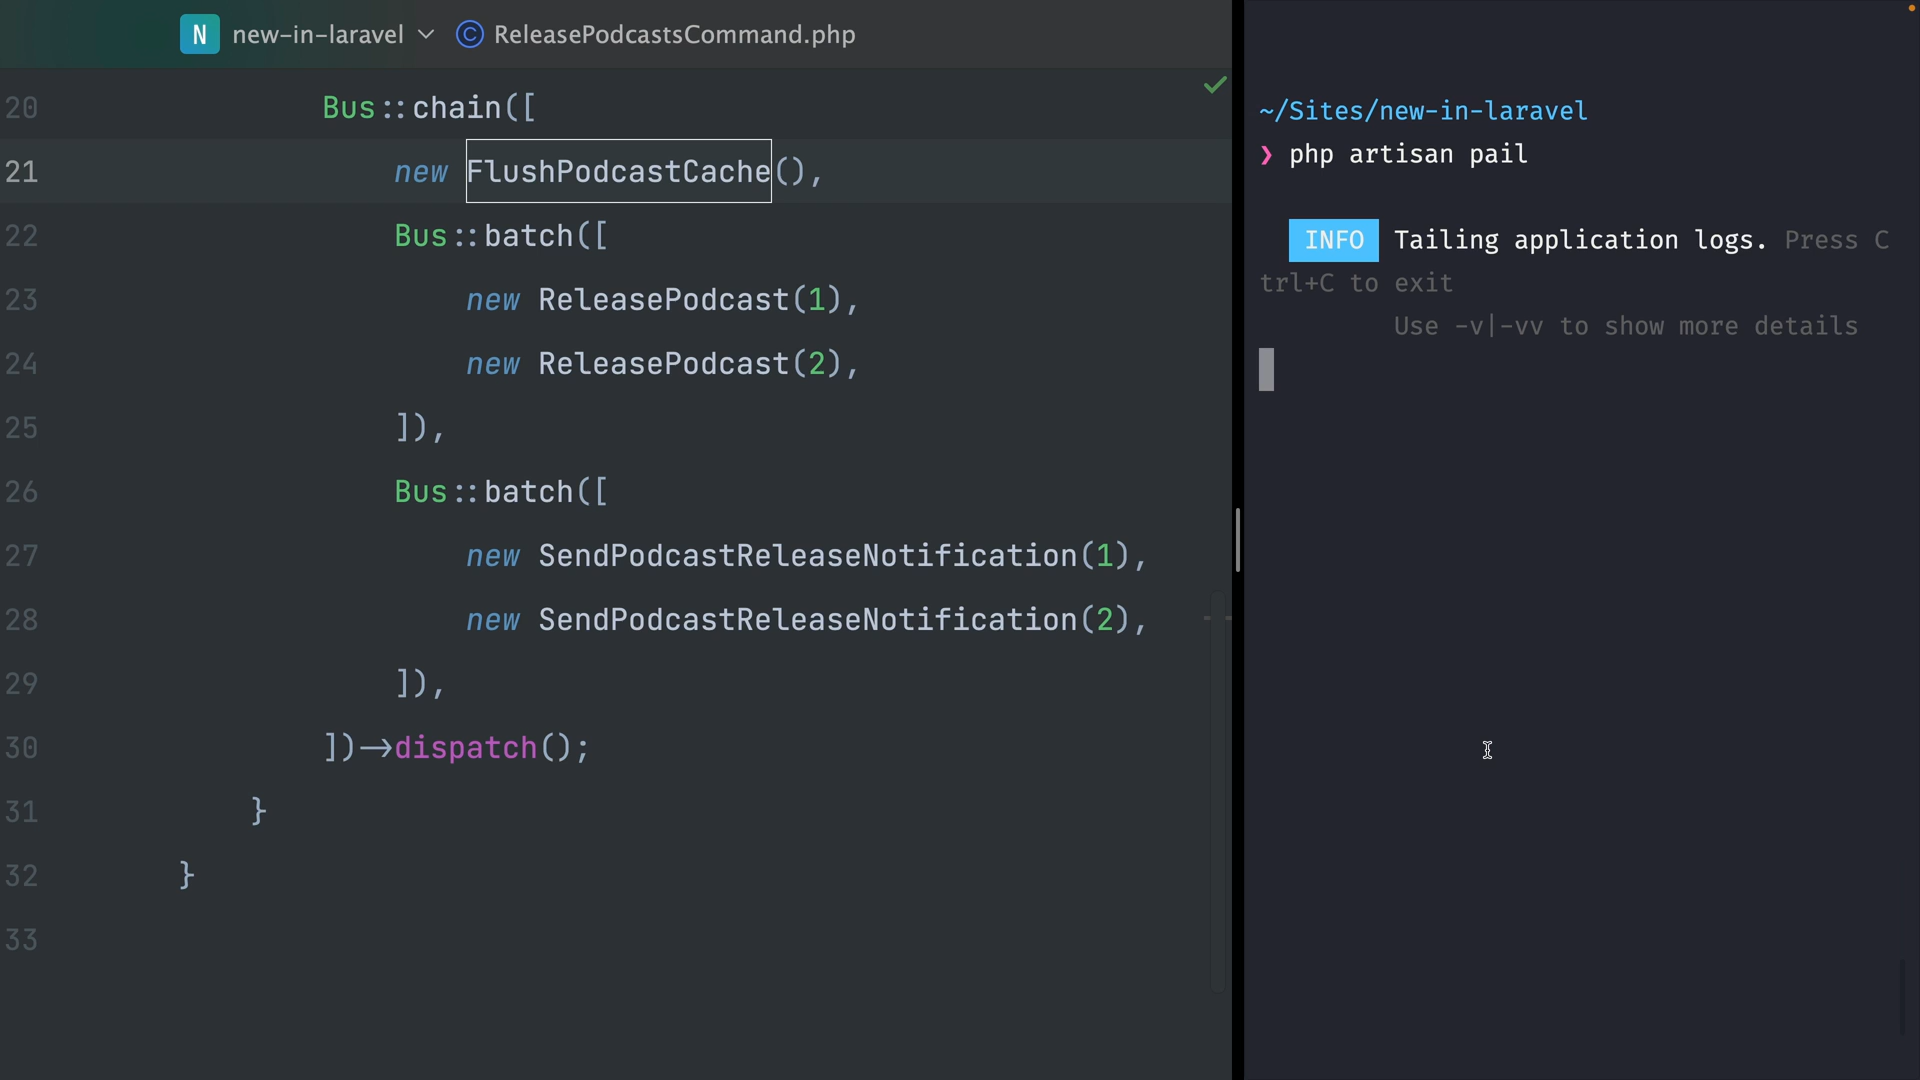 N new-in-laravel © ReleasePodcastsCommand.php
20 Bus::chain([
21 new FlushPodcastCache(),
22 Bus::batch([
23 new ReleasePodcast(1),
24 new ReleasePodcast(2),
25 ]),
26 Bus::batch([
27 new SendPodcastReleaseNotification(1),
28 new SendPodcastReleaseNotification(2),
29 ]),
30 ])->dispatch();
31 }
32 }
33
~/Sites/new-in-laravel
❯ php artisan pail
INFO Tailing application logs. Press C
trl+C to exit
Use -v|-vv to show more details